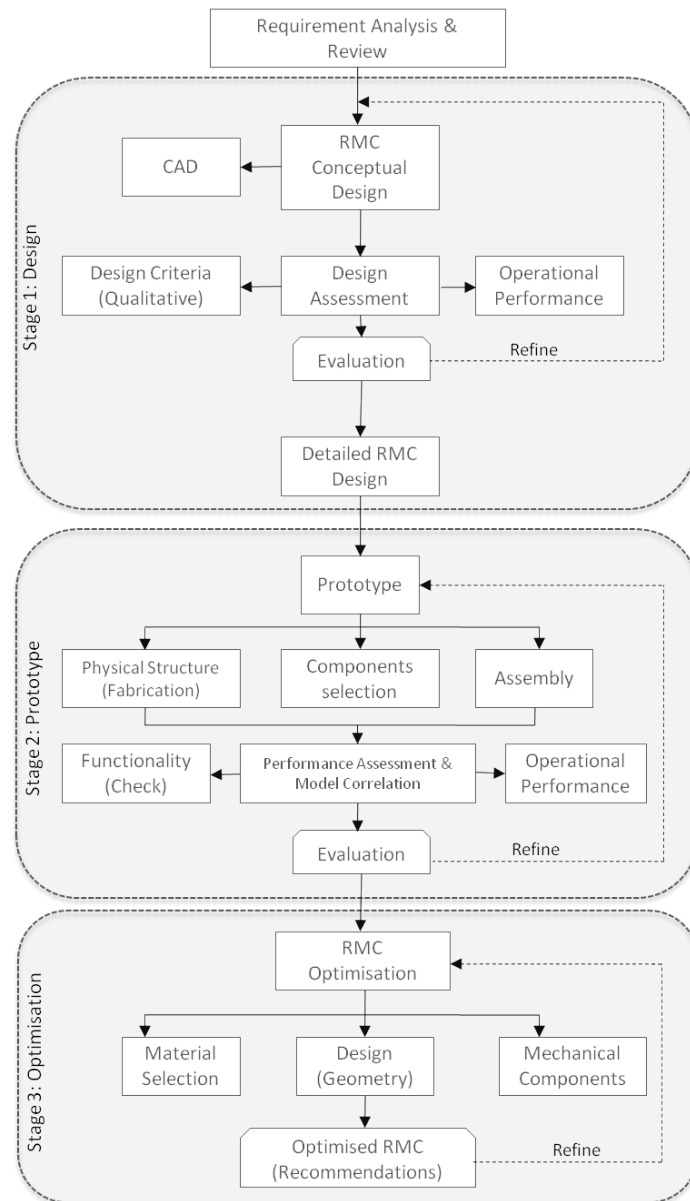 Requirement Analysis &
Review
RMC
Conceptual
Design
CAD
Design Criteria
(Qualitative)
Design
Assessment
Operational
Performance
Evaluation
Refine
Detailed RMC
Design
Stage 1: Design
Prototype
Physical Structure
(Fabrication)
Components
selection
Assembly
Functionality
(Check)
Performance Assessment &
Model Correlation
Operational
Performance
Evaluation
Refine
Stage 2: Prototype
RMC
Optimisation
Material
Selection
Design
(Geometry)
Mechanical
Components
Optimised RMC
(Recommendations)
Refine
Stage 3: Optimisation